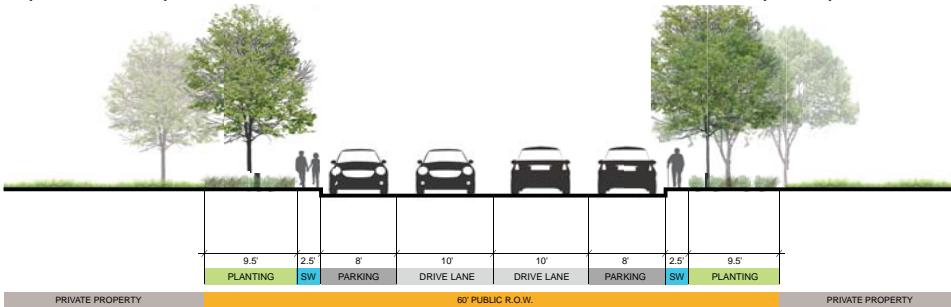 9.5' 2.5' 8' 10' 10' 8' 2.5' 9.5'
PLANTING SW PARKING DRIVE LANE DRIVE LANE PARKING SW PLANTING
PRIVATE PROPERTY 60' PUBLIC R.O.W. PRIVATE PROPERTY